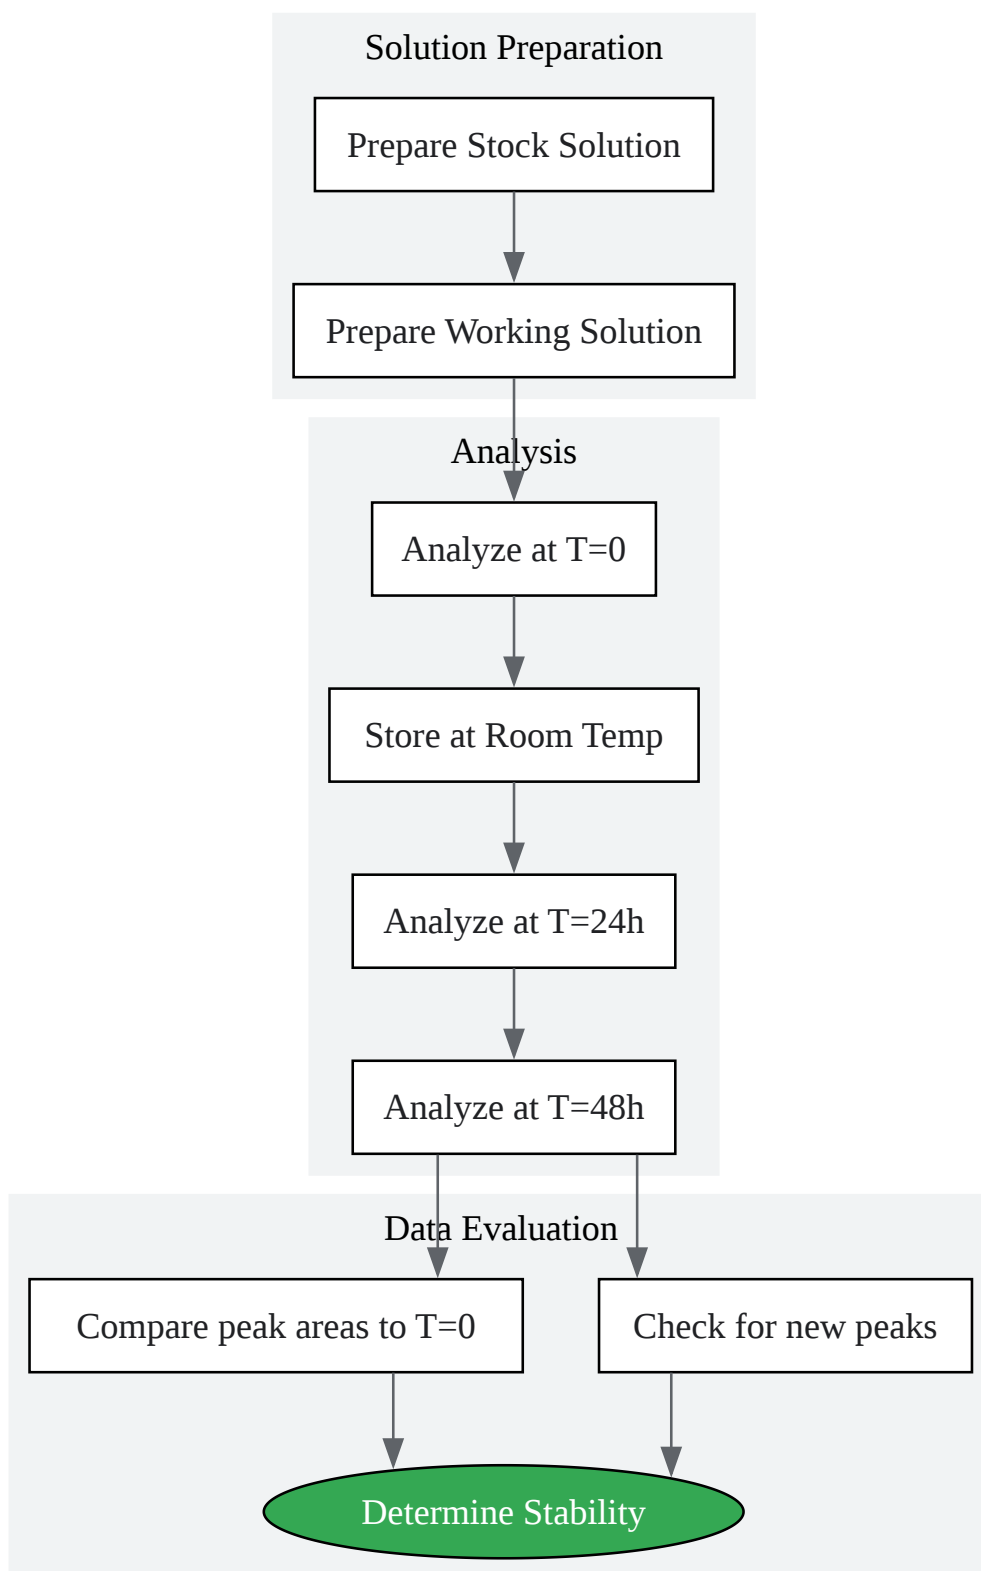 Solution Preparation
Prepare Stock Solution
Prepare Working Solution
Analysis
Analyze at T=0
Store at Room Temp
Analyze at T=24h
Analyze at T=48h
Data Evaluation
Compare peak areas to T=0
Check for new peaks
Determine Stability